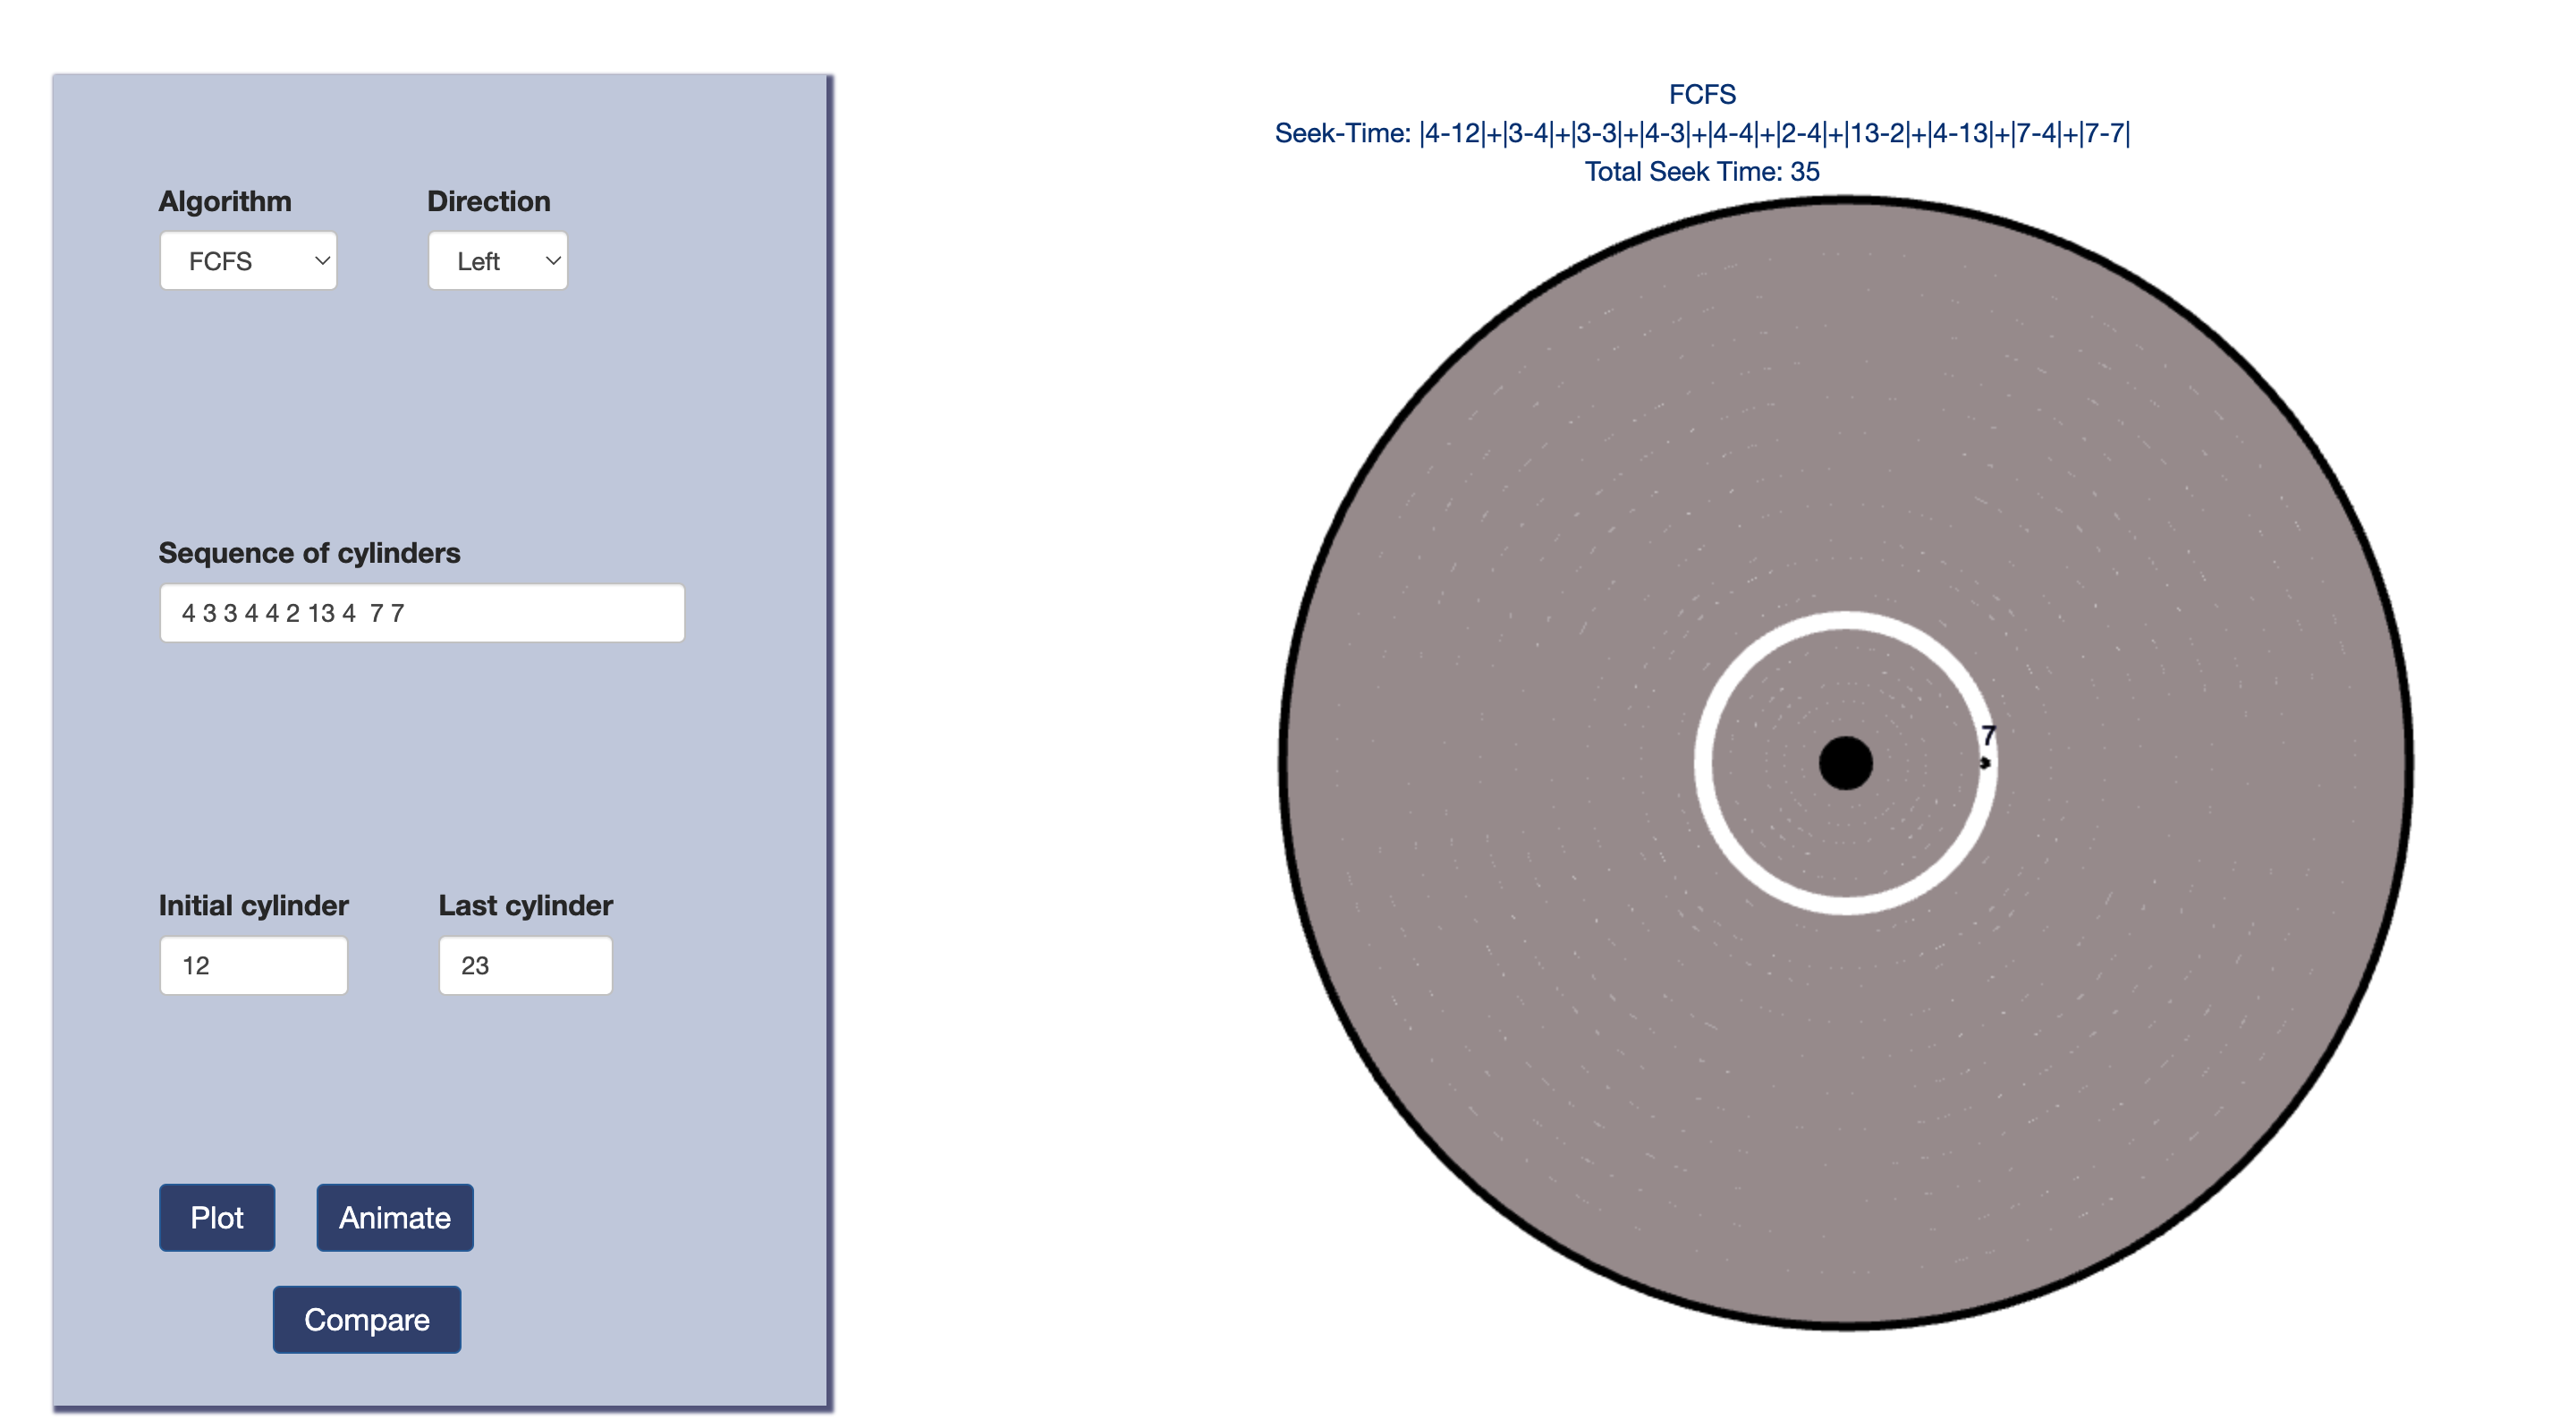 Algorithm
Direction
FCFS
Left
Sequence of cylinders
4 3 3 4 4 2 13 4  7 7
Initial cylinder
Last cylinder
12
23
Plot
Animate
Compare
FCFS
Seek-Time: |4-12|+|3-4|+|3-3|+|4-3|+|4-4|+|2-4|+|13-2|+|4-13|+|7-4|+|7-7|
Total Seek Time: 35
7